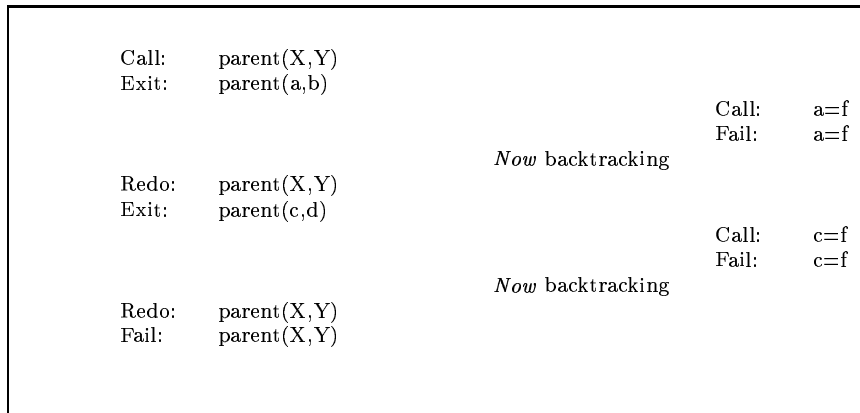 Call: parent(X,Y)
Exit: parent(a,b)
Call: a=f
Fail: a=f
Now backtracking
Redo: parent(X,Y)
Exit: parent(c,d)
Call: c=f
Fail: c=f
Now backtracking
Redo: parent(X,Y)
Fail: parent(X,Y)